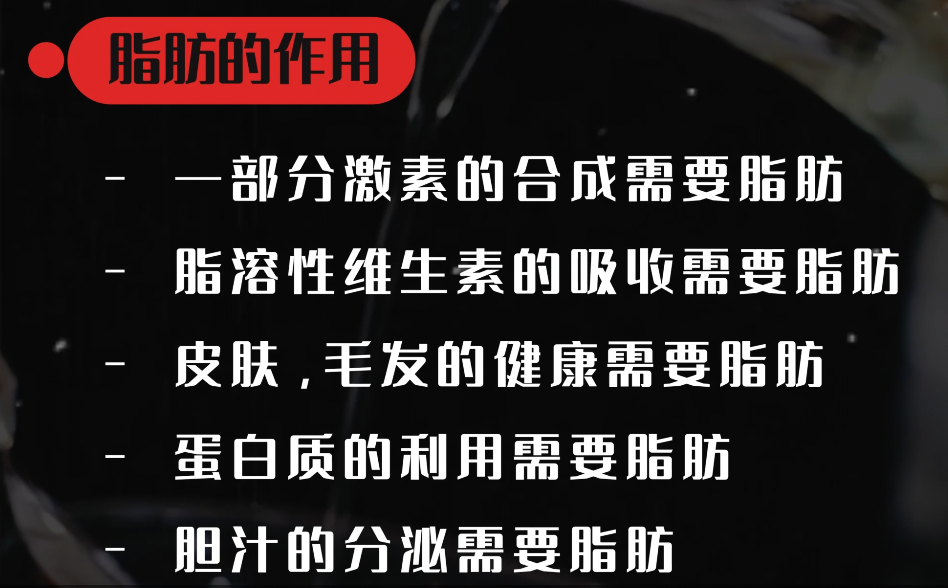 脂肪的作用
- 一部分激素的合成需要脂肪
- 脂溶性维生素的吸收需要脂肪
- 皮肤,毛发的健康需要脂肪
- 蛋白质的利用需要脂肪
- 胆汁的分泌需要脂肪